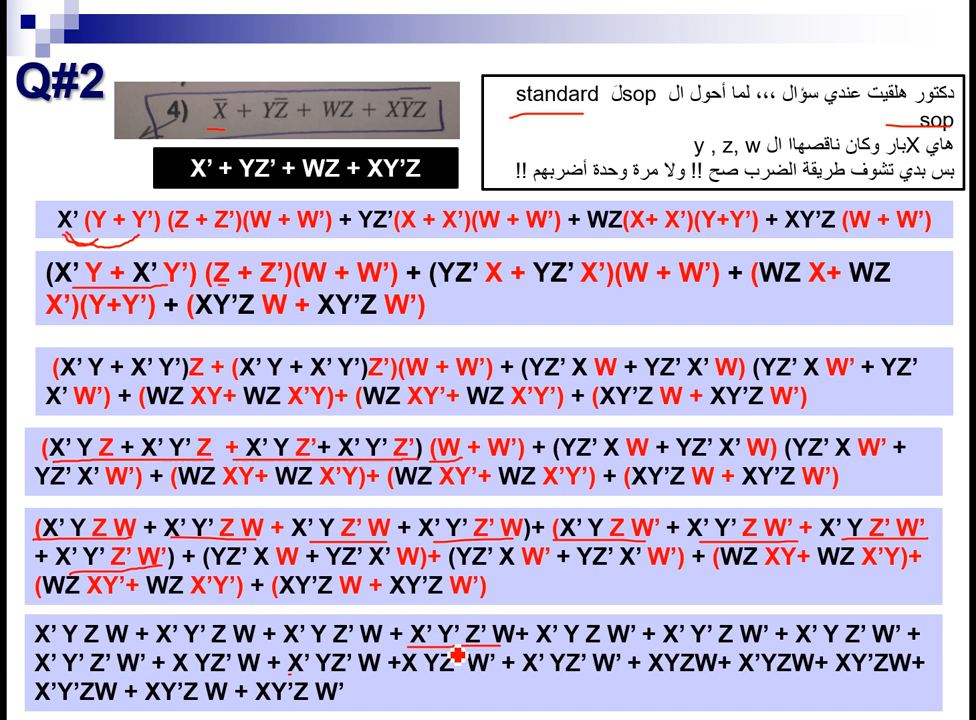 Q#2
4) X̅ + YZ̅ + WZ + XY̅Z
X’ + YZ’ + WZ + XY’Z
دكتور هلقيت عندي سؤال ،،، لما أحول ال sopلَ standard
sop
هاي Xبار وكان ناقصهاا ال y , z, w
بس بدي تشوف طريقة الضرب صح !! ولا مرة وحدة أضربهم !!
X’ (Y + Y’) (Z + Z’)(W + W’) + YZ’(X + X’)(W + W’) + WZ(X+ X’)(Y+Y’) + XY’Z (W + W’)
(X’ Y + X’ Y’) (Z + Z’)(W + W’) + (YZ’ X + YZ’ X’)(W + W’) + (WZ X+ WZ
X’)(Y+Y’) + (XY’Z W + XY’Z W’)
(X’ Y + X’ Y’)Z + (X’ Y + X’ Y’)Z’)(W + W’) + (YZ’ X W + YZ’ X’ W) (YZ’ X W’ + YZ’
X’ W’) + (WZ XY+ WZ X’Y)+ (WZ XY’+ WZ X’Y’) + (XY’Z W + XY’Z W’)
(X’ Y Z + X’ Y’ Z + X’ Y Z’+ X’ Y’ Z’) (W + W’) + (YZ’ X W + YZ’ X’ W) (YZ’ X W’ +
YZ’ X’ W’) + (WZ XY+ WZ X’Y)+ (WZ XY’+ WZ X’Y’) + (XY’Z W + XY’Z W’)
(X’ Y Z W + X’ Y’ Z W + X’ Y Z’ W + X’ Y’ Z’ W)+ (X’ Y Z W’ + X’ Y’ Z W’ + X’ Y Z’ W’
+ X’ Y’ Z’ W’) + (YZ’ X W + YZ’ X’ W)+ (YZ’ X W’ + YZ’ X’ W’) + (WZ XY+ WZ X’Y)+
(WZ XY’+ WZ X’Y’) + (XY’Z W + XY’Z W’)
X’ Y Z W + X’ Y’ Z W + X’ Y Z’ W + X’ Y’ Z’ W+ X’ Y Z W’ + X’ Y’ Z W’ + X’ Y Z’ W’ +
X’ Y’ Z’ W’ + X YZ’ W + X’ YZ’ W +X YZ’ W’ + X’ YZ’ W’ + XYZW+ X’YZW+ XY’ZW+
X’Y’ZW + XY’Z W + XY’Z W’